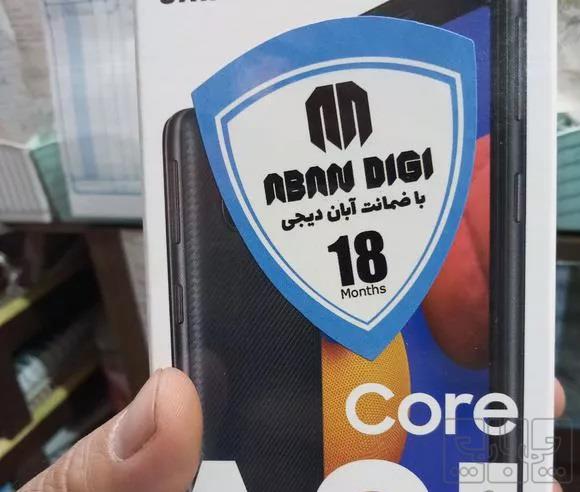 ABAN DIGI
با ضمانت آبان دیجی
18
Months
Core